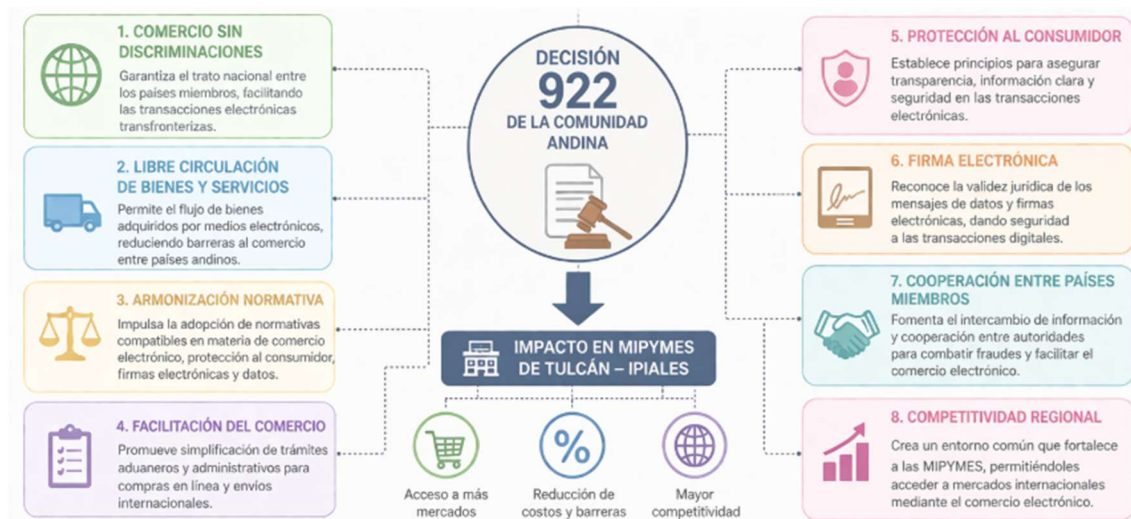 1. COMERCIO SIN
DISCRIMINACIONES
Garantiza el trato nacional entre
los países miembros, facilitando
las transacciones electrónicas
transfronterizas.
2. LIBRE CIRCULACIÓN
DE BIENES Y SERVICIOS
Permite el flujo de bienes
adquiridos por medios electrónicos,
reduciendo barreras al comercio
entre países andinos.
3. ARMONIZACIÓN NORMATIVA
Impulsa la adopción de normativas
compatibles en materia de comercio
electrónico, protección al consumidor,
firmas electrónicas y datos.
4. FACILITACIÓN DEL COMERCIO
Promueve simplificación de trámites
aduaneros y administrativos para
compras en línea y envíos
internacionales.
DECISIÓN
922
DE LA COMUNIDAD
ANDINA
IMPACTO EN MIPYMES
DE TULCÁN – IPIALES
Acceso a más
mercados
%
Reducción de
costos y barreras
Mayor
competitividad
5. PROTECCIÓN AL CONSUMIDOR
Establece principios para asegurar
transparencia, información clara y
seguridad en las transacciones
electrónicas.
6. FIRMA ELECTRÓNICA
Reconoce la validez jurídica de los
mensajes de datos y firmas
electrónicas, dando seguridad
a las transacciones digitales.
7. COOPERACIÓN ENTRE PAÍSES
MIEMBROS
Fomenta el intercambio de información
y cooperación entre autoridades
para combatir fraudes y facilitar el
comercio electrónico.
8. COMPETITIVIDAD REGIONAL
Crea un entorno común que fortalece
a las MIPYMES, permitiéndoles
acceder a mercados internacionales
mediante el comercio electrónico.